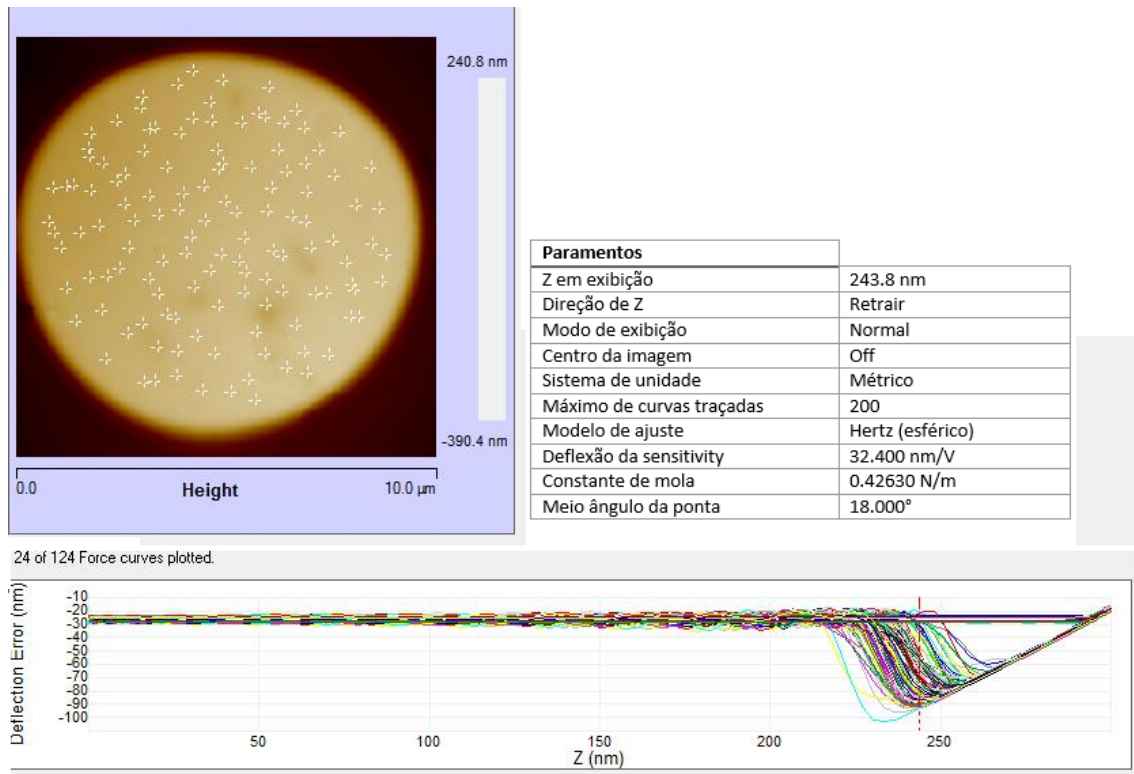 240.8 nm
-390.4 nm
0.0 Height 10.0 µm
Paramentos
Z em exibição 243.8 nm
Direção de Z Retrair
Modo de exibição Normal
Centro da imagem Off
Sistema de unidade Métrico
Máximo de curvas traçadas 200
Modelo de ajuste Hertz (esférico)
Deflexão da sensitivity 32.400 nm/V
Constante de mola 0.42630 N/m
Meio ângulo da ponta 18.000°
24 of 124 Force curves plotted.
Deflection Error (nm)
-10
-20
-30
-40
-50
-60
-70
-80
-90
-100
50 100 150 200 250
Z (nm)